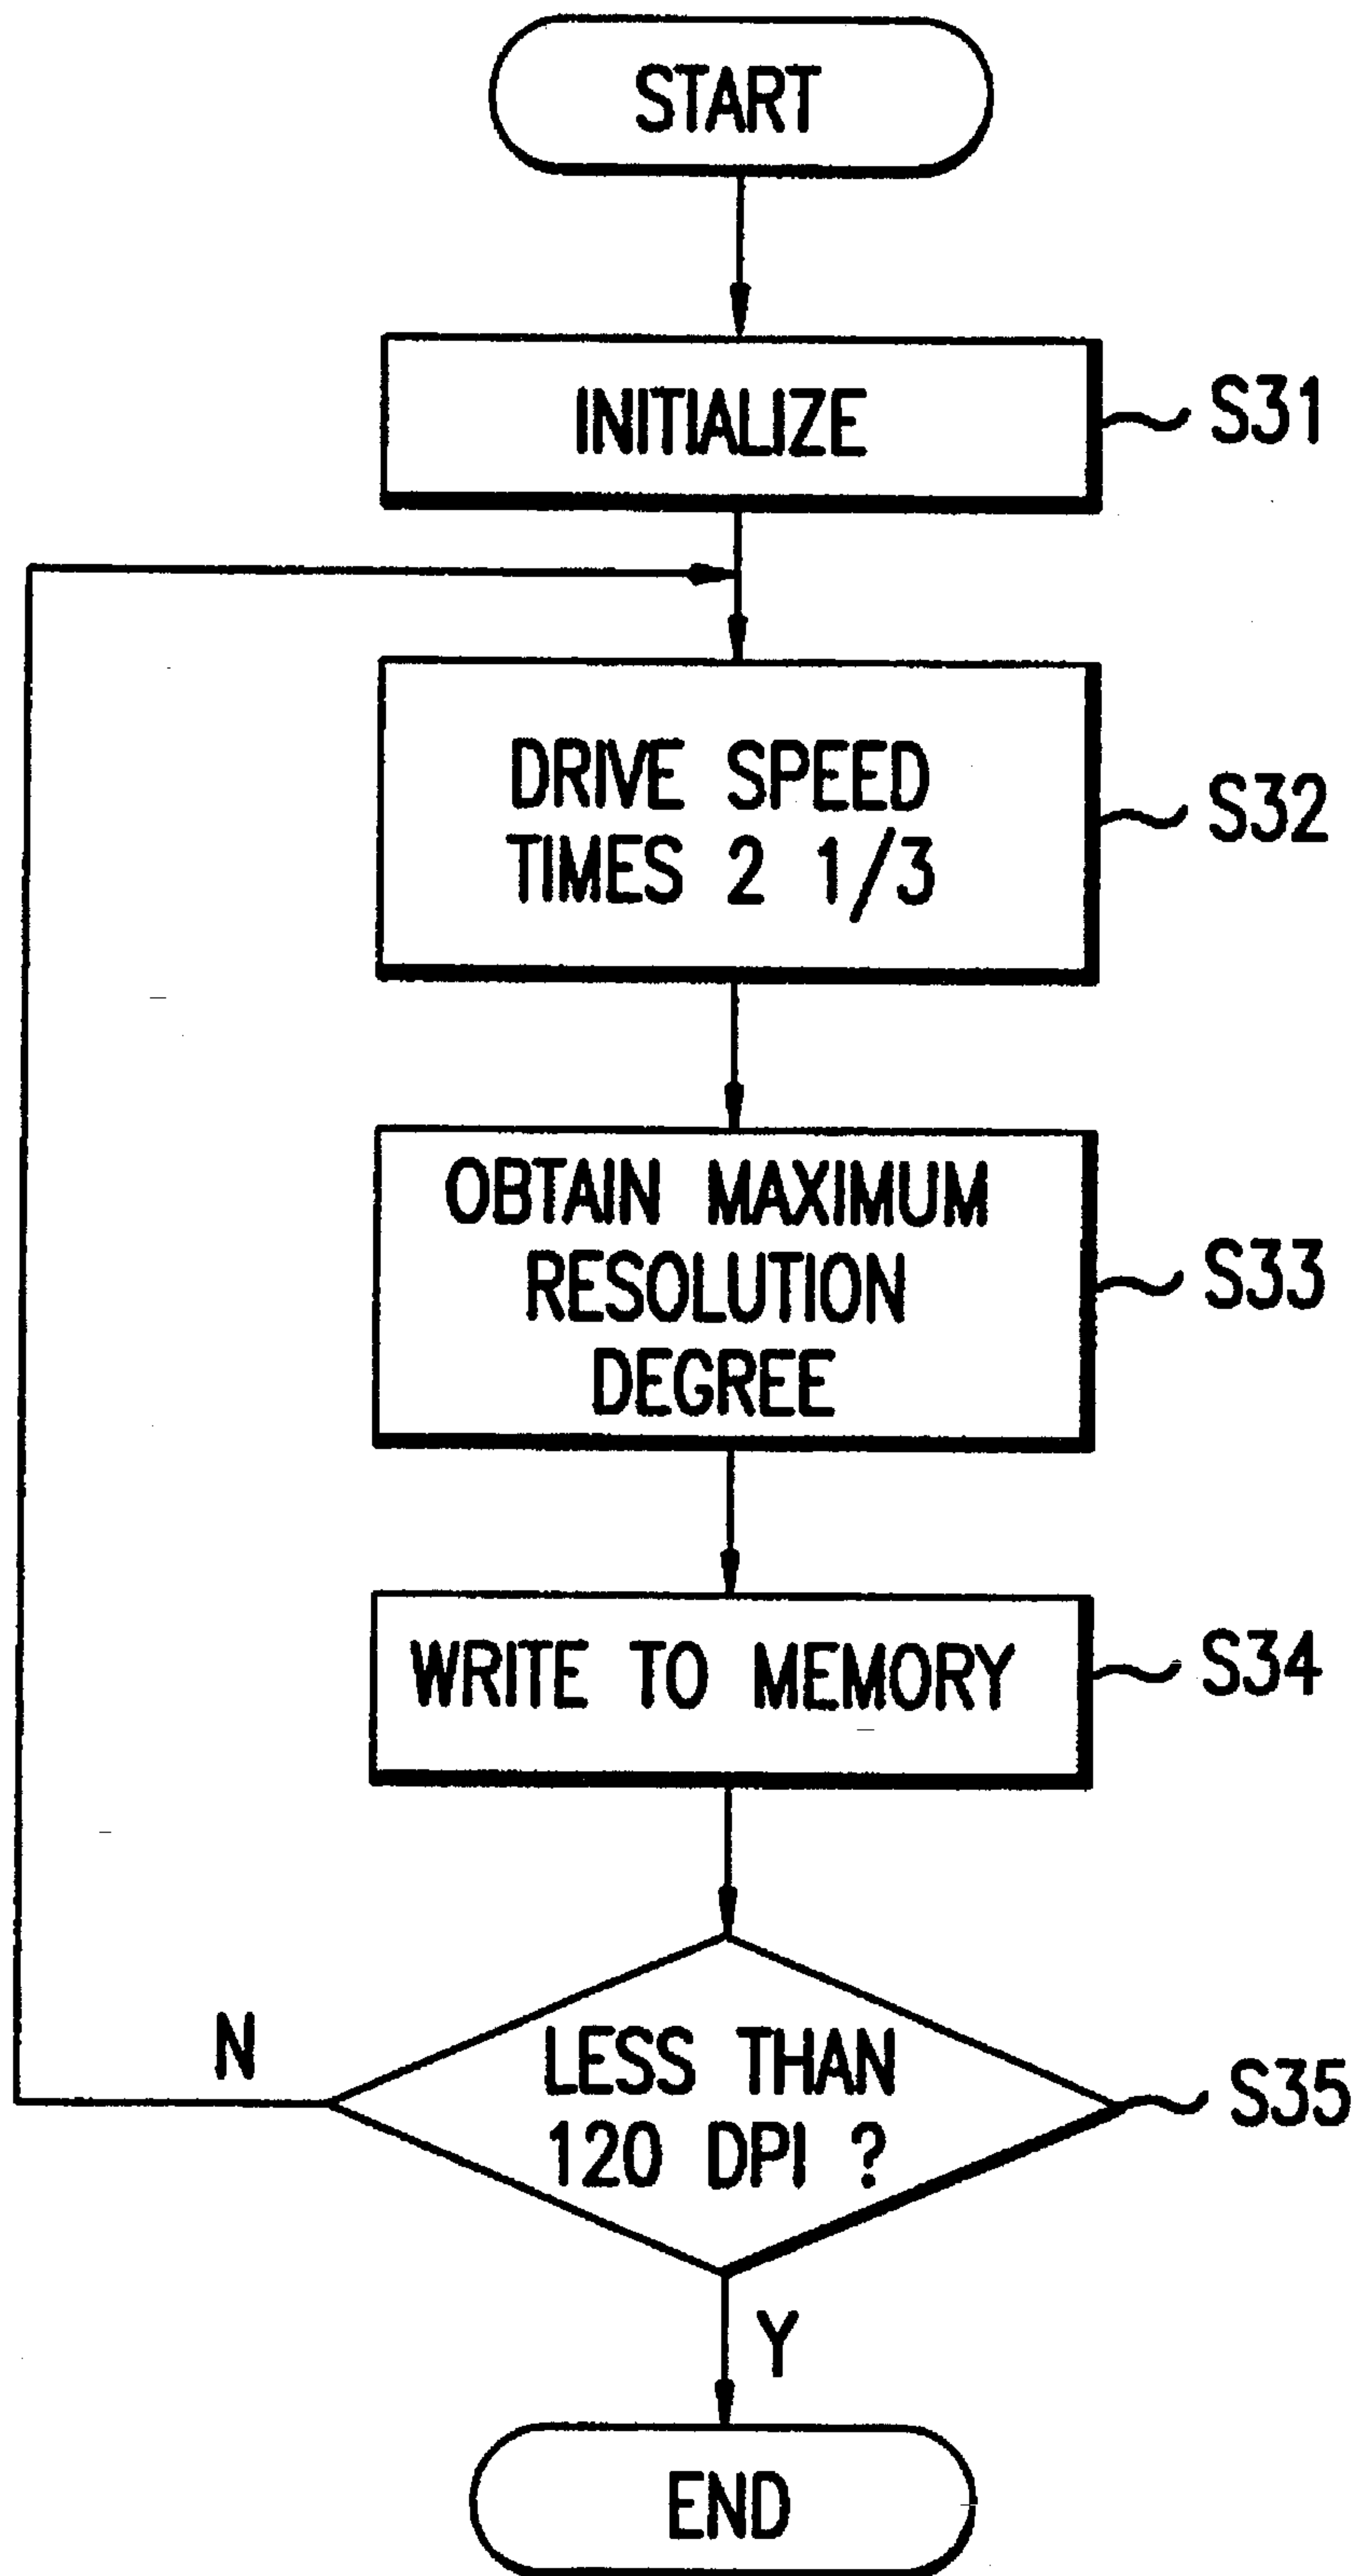 START
INITIALIZE
S31
DRIVE SPEED
TIMES 2 1/3
S32
OBTAIN MAXIMUM
RESOLUTION
DEGREE
S33
WRITE TO MEMORY
S34
N
LESS THAN
120 DPI ?
S35
Y
END